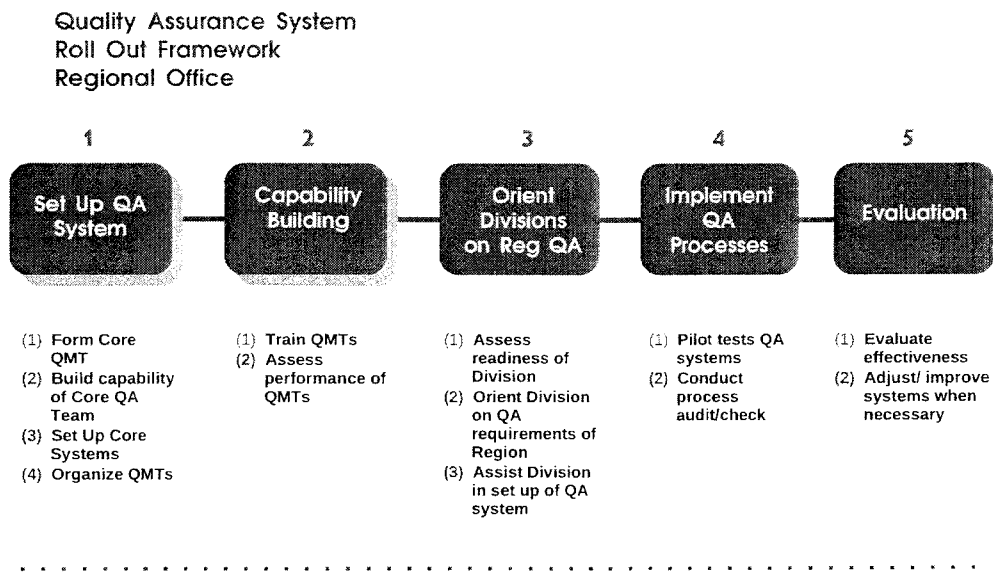 Quality Assurance System
Roll Out Framework
Regional Office
1
2
3
4
5
Set Up QA
System
Capability
Building
Orient
Divisions
on Reg QA
Implement
QA
Processes
Evaluation
(1) Form Core
QMT
(2) Build capability
of Core QA
Team
(3) Set Up Core
Systems
(4) Organize QMTs
(1) Train QMTs
(2) Assess
performance of
QMTs
(1) Assess
readiness of
Division
(2) Orient Division
on QA
requirements of
Region
(3) Assist Division
in set up of QA
system
(1) Pilot tests QA
systems
(2) Conduct
process
audit/check
(1) Evaluate
effectiveness
(2) Adjust/ improve
systems when
necessary